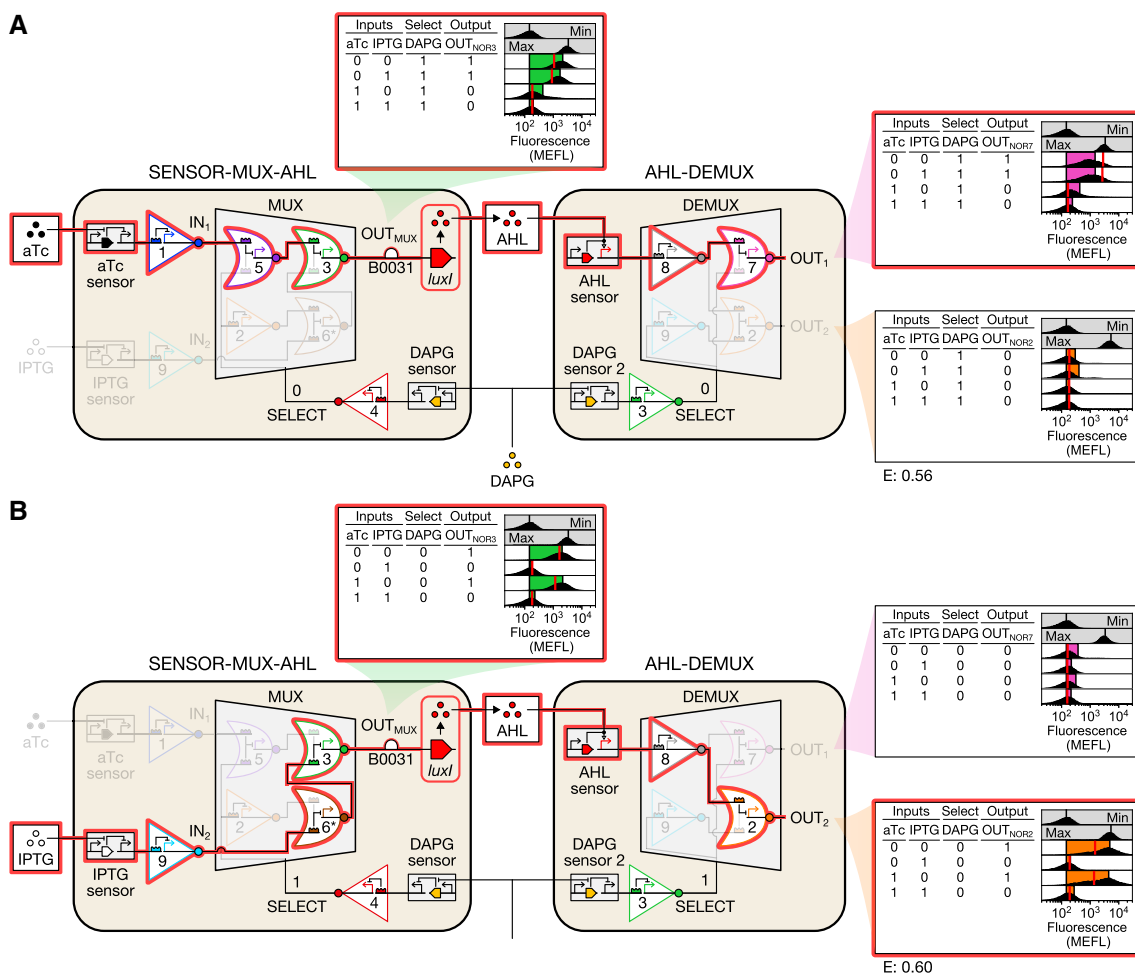 A
Inputs Select Output
aTc IPTG DAPG OUTNOR3
0 0 1 1
0 1 1 1
1 0 1 0
1 1 1 0
Min
Max
10² 10³ 10⁴
Fluorescence
(MEFL)
SENSOR-MUX-AHL
AHL-DEMUX
MUX
DEMUX
aTc
aTc
sensor
1
IN₁
5
3
OUTMUX
B0031
luxI
AHL
AHL
sensor
8
7
OUT₁
IPTG
IPTG
sensor
9
IN₂
2
6*
9
2
OUT₂
0
SELECT
4
DAPG
sensor
DAPG
sensor 2
3
0
SELECT
DAPG
Inputs Select Output
aTc IPTG DAPG OUTNOR7
0 0 1 1
0 1 1 1
1 0 1 0
1 1 1 0
Min
Max
10² 10³ 10⁴
Fluorescence
(MEFL)
Inputs Select Output
aTc IPTG DAPG OUTNOR2
0 0 1 0
0 1 1 0
1 0 1 0
1 1 1 0
Min
Max
10² 10³ 10⁴
Fluorescence
(MEFL)
E: 0.56
B
Inputs Select Output
aTc IPTG DAPG OUTNOR3
0 0 0 1
0 1 0 0
1 0 0 1
1 1 0 0
Min
Max
10² 10³ 10⁴
Fluorescence
(MEFL)
SENSOR-MUX-AHL
AHL-DEMUX
MUX
DEMUX
aTc
aTc
sensor
1
IN₁
5
3
OUTMUX
B0031
luxI
AHL
AHL
sensor
8
7
OUT₁
IPTG
IPTG
sensor
9
IN₂
2
6*
9
2
OUT₂
1
SELECT
4
DAPG
sensor
DAPG
sensor 2
3
1
SELECT
Inputs Select Output
aTc IPTG DAPG OUTNOR7
0 0 0 0
0 1 0 0
1 0 0 0
1 1 0 0
Min
Max
10² 10³ 10⁴
Fluorescence
(MEFL)
Inputs Select Output
aTc IPTG DAPG OUTNOR2
0 0 0 1
0 1 0 0
1 0 0 1
1 1 0 0
Min
Max
10² 10³ 10⁴
Fluorescence
(MEFL)
E: 0.60